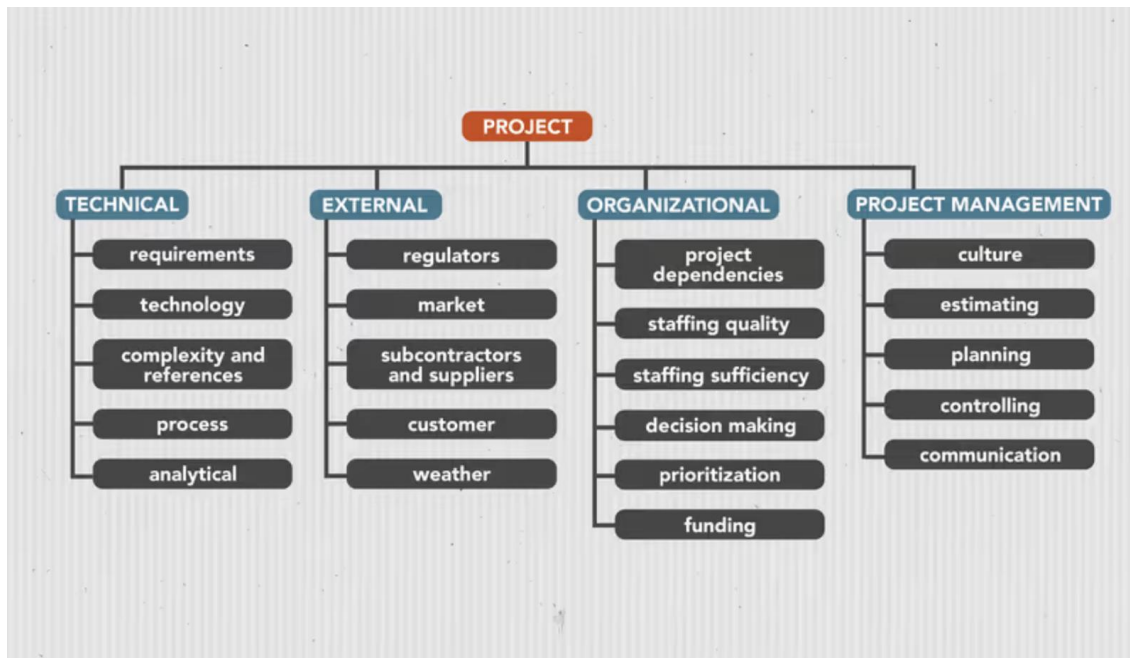 PROJECT
TECHNICAL
requirements
technology
complexity and
references
process
analytical
EXTERNAL
regulators
market
subcontractors
and suppliers
customer
weather
ORGANIZATIONAL
project
dependencies
staffing quality
staffing sufficiency
decision making
prioritization
funding
PROJECT MANAGEMENT
culture
estimating
planning
controlling
communication